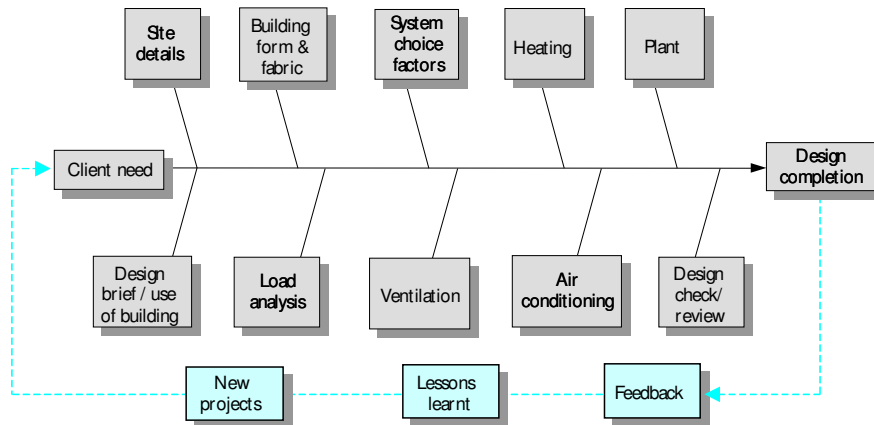 SIte
details
Building
form &
fabric
System
choice
factors
Heating
Plant
Client need
Design
completion
Design
brief / use
of building
Load
analysis
Ventilation
Air
conditioning
Design
check/
review
New
projects
Lessons
learnt
Feedback